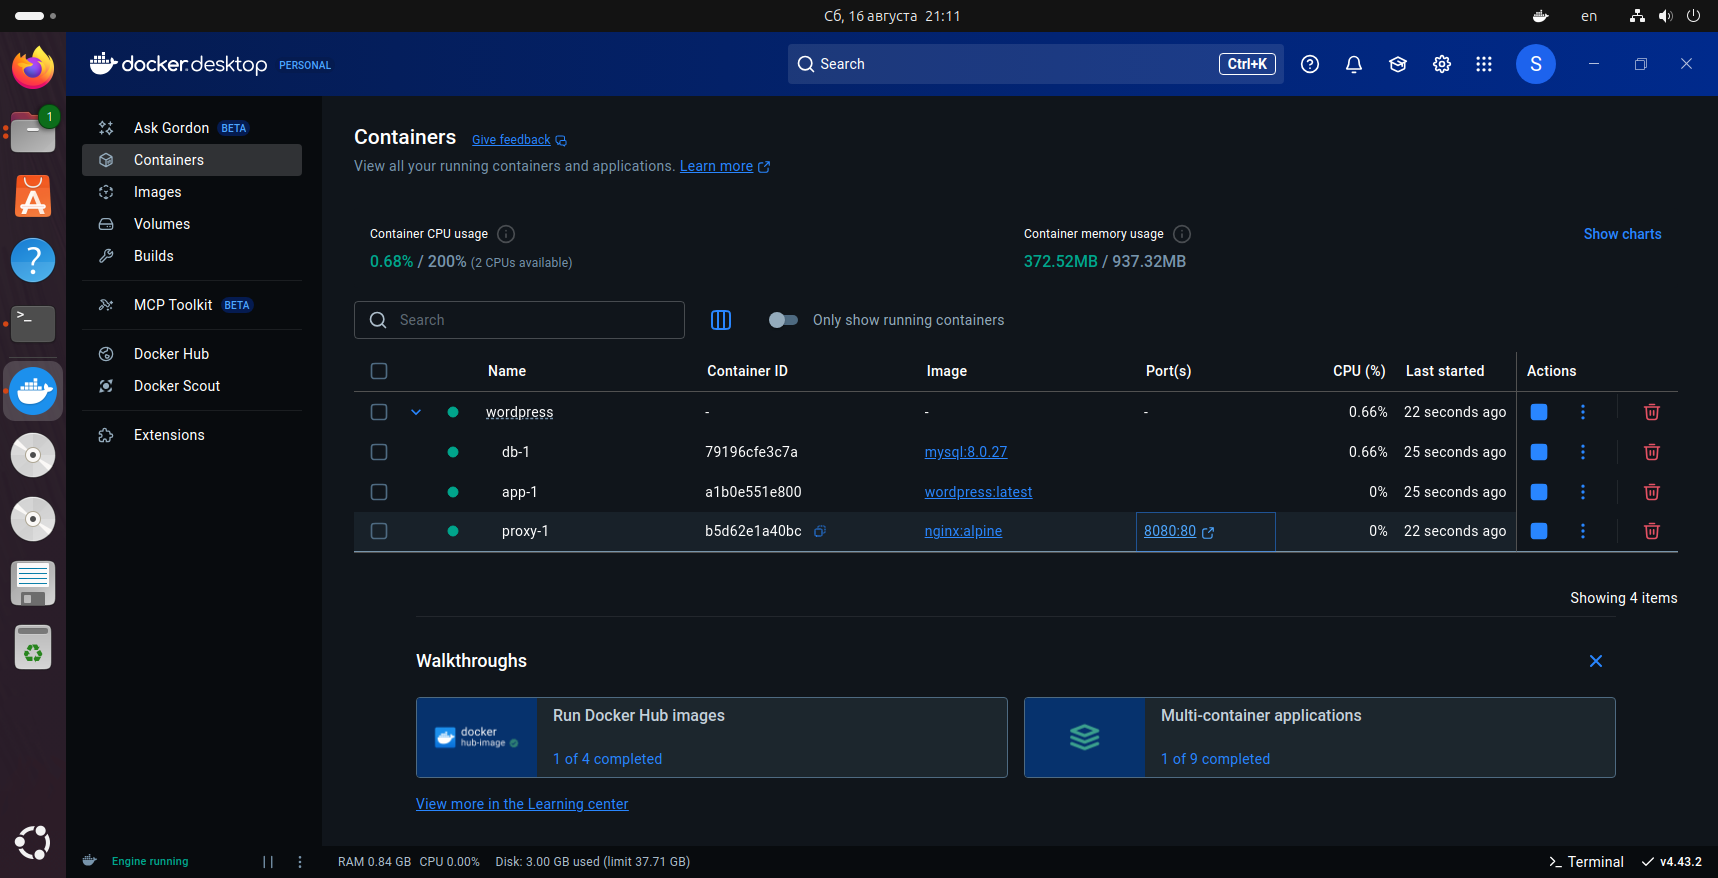 Сб, 16 августа 21:11
en
1
docker.desktop PERSONAL
Search
Ctrl+K
S
Ask Gordon BETA
Containers
Images
Volumes
Builds
MCP Toolkit BETA
Docker Hub
Docker Scout
Extensions
Containers Give feedback
View all your running containers and applications. Learn more
Container CPU usage
0.68% / 200% (2 CPUs available)
Container memory usage
372.52MB / 937.32MB
Show charts
Search
Only show running containers
Name Container ID Image Port(s) CPU (%) Last started Actions
wordpress - - - 0.66% 22 seconds ago
db-1 79196cfe3c7a mysql:8.0.27 0.66% 25 seconds ago
app-1 a1b0e551e800 wordpress:latest 0% 25 seconds ago
proxy-1 b5d62e1a40bc nginx:alpine 8080:80 0% 22 seconds ago
Showing 4 items
Walkthroughs
docker
hub-image
Run Docker Hub images
1 of 4 completed
Multi-container applications
1 of 9 completed
View more in the Learning center
Engine running
RAM 0.84 GB CPU 0.00% Disk: 3.00 GB used (limit 37.71 GB)
>_ Terminal
v4.43.2